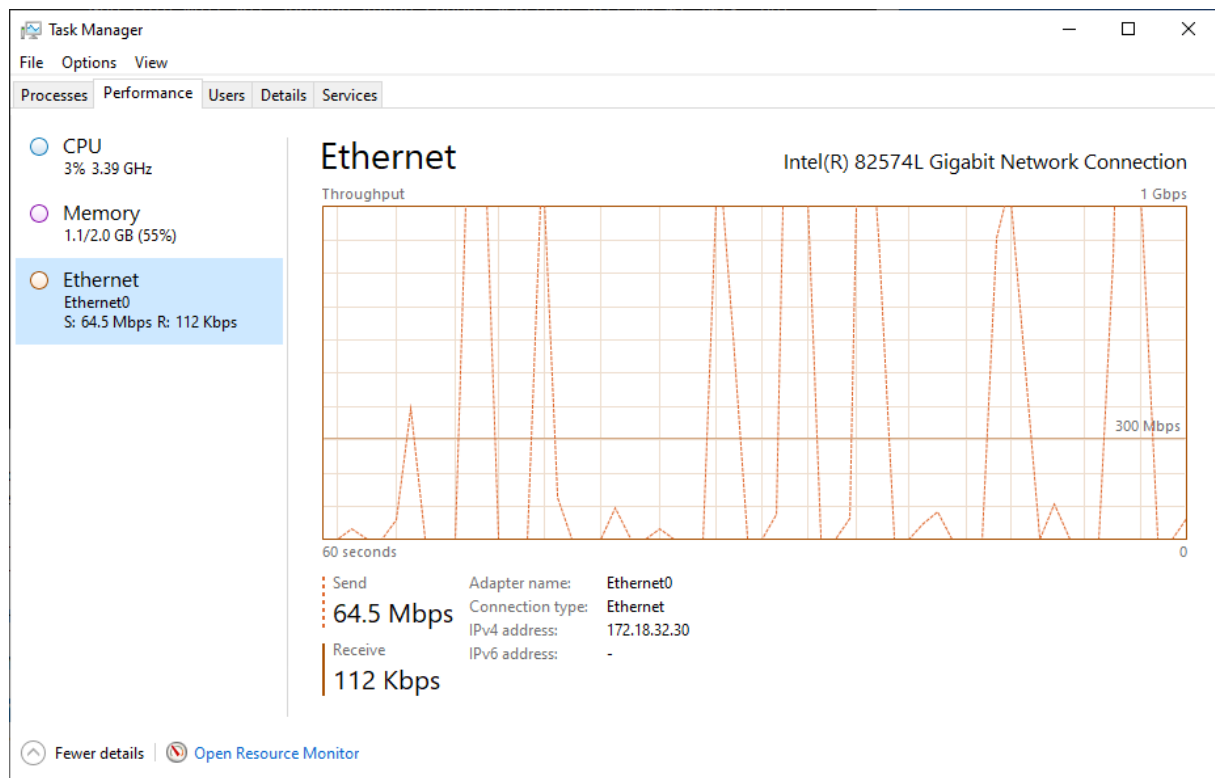 Task Manager
File Options View
Processes Performance Users Details Services
CPU
3% 3.39 GHz
Memory
1.1/2.0 GB (55%)
Ethernet
Ethernet0
S: 64.5 Mbps R: 112 Kbps
Ethernet Intel(R) 82574L Gigabit Network Connection
Throughput 1 Gbps
300 Mbps
60 seconds 0
Send
64.5 Mbps
Receive
112 Kbps
Adapter name: Ethernet0
Connection type: Ethernet
IPv4 address: 172.18.32.30
IPv6 address: -
Fewer details Open Resource Monitor